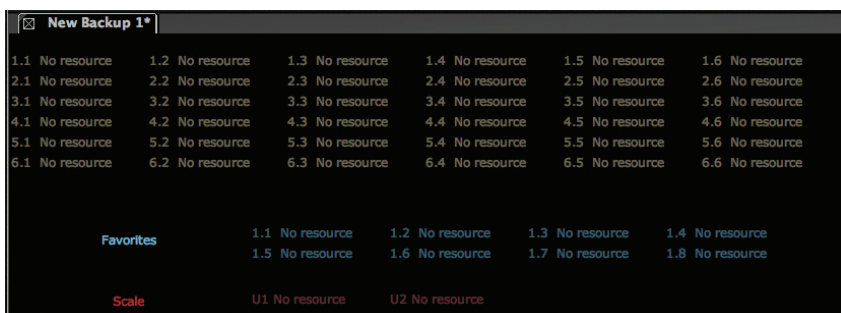 New Backup 1*
1.1 No resource 1.2 No resource 1.3 No resource 1.4 No resource 1.5 No resource 1.6 No resource
2.1 No resource 2.2 No resource 2.3 No resource 2.4 No resource 2.5 No resource 2.6 No resource
3.1 No resource 3.2 No resource 3.3 No resource 3.4 No resource 3.5 No resource 3.6 No resource
4.1 No resource 4.2 No resource 4.3 No resource 4.4 No resource 4.5 No resource 4.6 No resource
5.1 No resource 5.2 No resource 5.3 No resource 5.4 No resource 5.5 No resource 5.6 No resource
6.1 No resource 6.2 No resource 6.3 No resource 6.4 No resource 6.5 No resource 6.6 No resource
Favorites 1.1 No resource 1.2 No resource 1.3 No resource 1.4 No resource
1.5 No resource 1.6 No resource 1.7 No resource 1.8 No resource
Scale U1 No resource U2 No resource